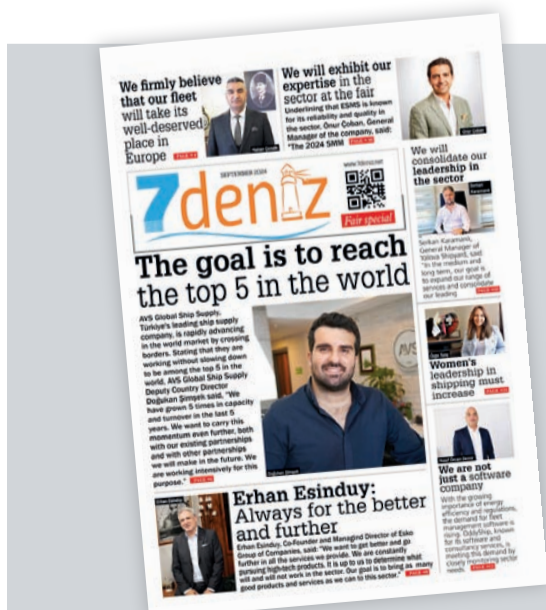 We firmly believe
that our fleet
will take its
well-deserved
place in
Europe
We will exhibit our
expertise in the
sector at the fair
Underlining that ESMS is known
for its reliability and quality in
the sector, Onur Çoban, General
Manager of the company, said:
"The 2024 SMM
Onur Çoban
SEPTEMBER 2024
www.7deniz.net
7deniz
Fair special
We will
consolidate our
leadership in
the sector
Serkan
Karamanlı
Serkan Karamanlı,
General Manager of
Yalova Shipyard, said:
"In the medium and
long term, our goal is
to expand our range of
services and consolidate
our leading
The goal is to reach
the top 5 in the world
AVS Global Ship Supply,
Türkiye's leading ship supply
company, is rapidly advancing
in the world market by crossing
borders. Stating that they are
working without slowing down
to be among the top 5 in the
world, AVS Global Ship Supply
Deputy Country Director
Doğukan Şimşek said, "We
have grown 5 times in capacity
and turnover in the last 5
years. We want to carry this
momentum even further, both
with our existing partnerships
and with other partnerships
we will make in the future. We
are working intensively for this
purpose."
AVS
Doğukan Şimşek
Women's
leadership in
shipping must
increase
We are not
just a software
company
With the growing
importance of energy
efficiency and regulations,
the demand for fleet
management software is
rising. OddyShip, known
for its software and
consultancy services, is
meeting this demand by
closely monitoring sector
needs.
Erhan Esinduy
Erhan Esinduy:
Always for the better
and further
Erhan Esinduy, Co-Founder and Managind Director of Esko
Group of Companies, said: "We want to get better and go
further in all the services we provide. We are constantly
pursuing high-tech products. It is up to us to determine what
will and will not work in the sector. Our goal is to bring as many
good products and services as we can to this sector."